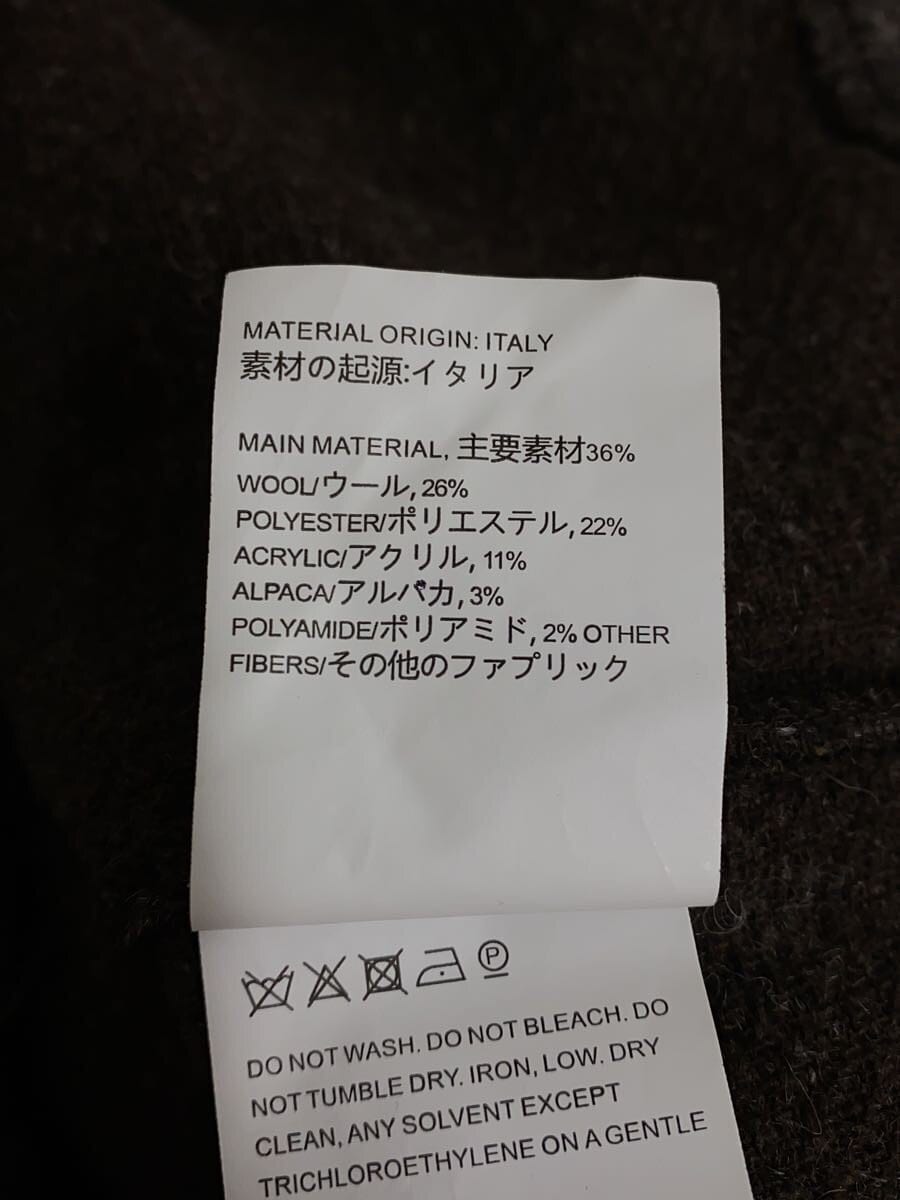 MATERIAL ORIGIN: ITALY
素材の起源:イタリア
MAIN MATERIAL, 主要素材36%
WOOL/ウール, 26%
POLYESTER/ポリエステル, 22%
ACRYLIC/アクリル, 11%
ALPACA/アルパカ, 3%
POLYAMIDE/ポリアミド, 2% OTHER
FIBERS/その他のファブリック
P
DO NOT WASH. DO NOT BLEACH. DO
NOT TUMBLE DRY. IRON, LOW. DRY
CLEAN, ANY SOLVENT EXCEPT
TRICHLOROETHYLENE ON A GENTLE